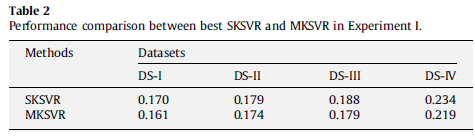 Table 2
Performance comparison between best SKSVR and MKSVR in Experiment I.
Methods Datasets
DS-I DS-II DS-III DS-IV
SKSVR 0.170 0.179 0.188 0.234
MKSVR 0.161 0.174 0.179 0.219